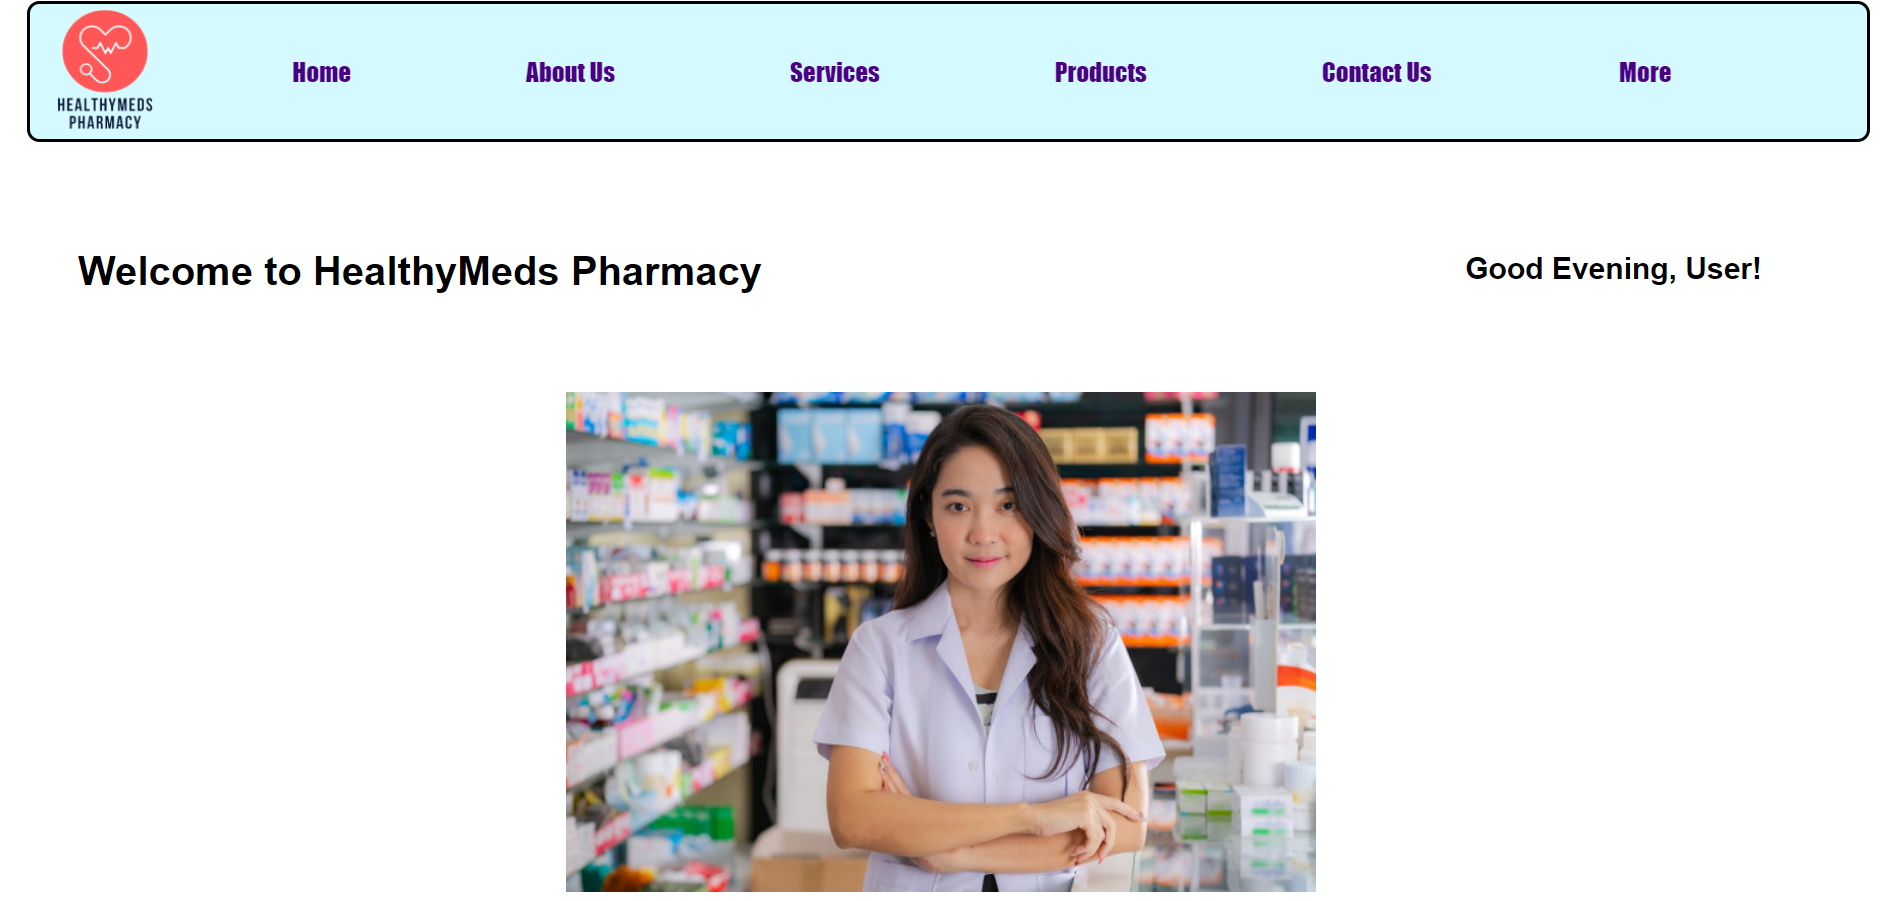 HEALTHYMEDS
PHARMACY
Home
About Us
Services
Products
Contact Us
More
Welcome to HealthyMeds Pharmacy
Good Evening, User!